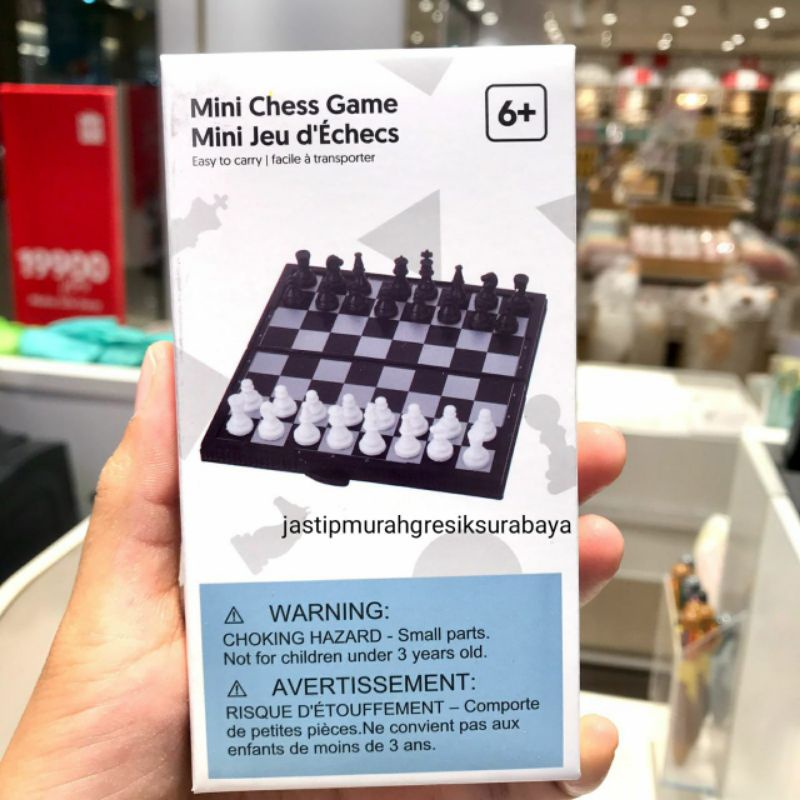 Mini Chess Game
Mini Jeu d'Échecs
Easy to carry | facile à transporter
6+
19900
jastipmurahgresiksurabaya
⚠ WARNING:
CHOKING HAZARD - Small parts.
Not for children under 3 years old.
⚠ AVERTISSEMENT:
RISQUE D'ÉTOUFFEMENT – Comporte
de petites pièces.Ne convient pas aux
enfants de moins de 3 ans.